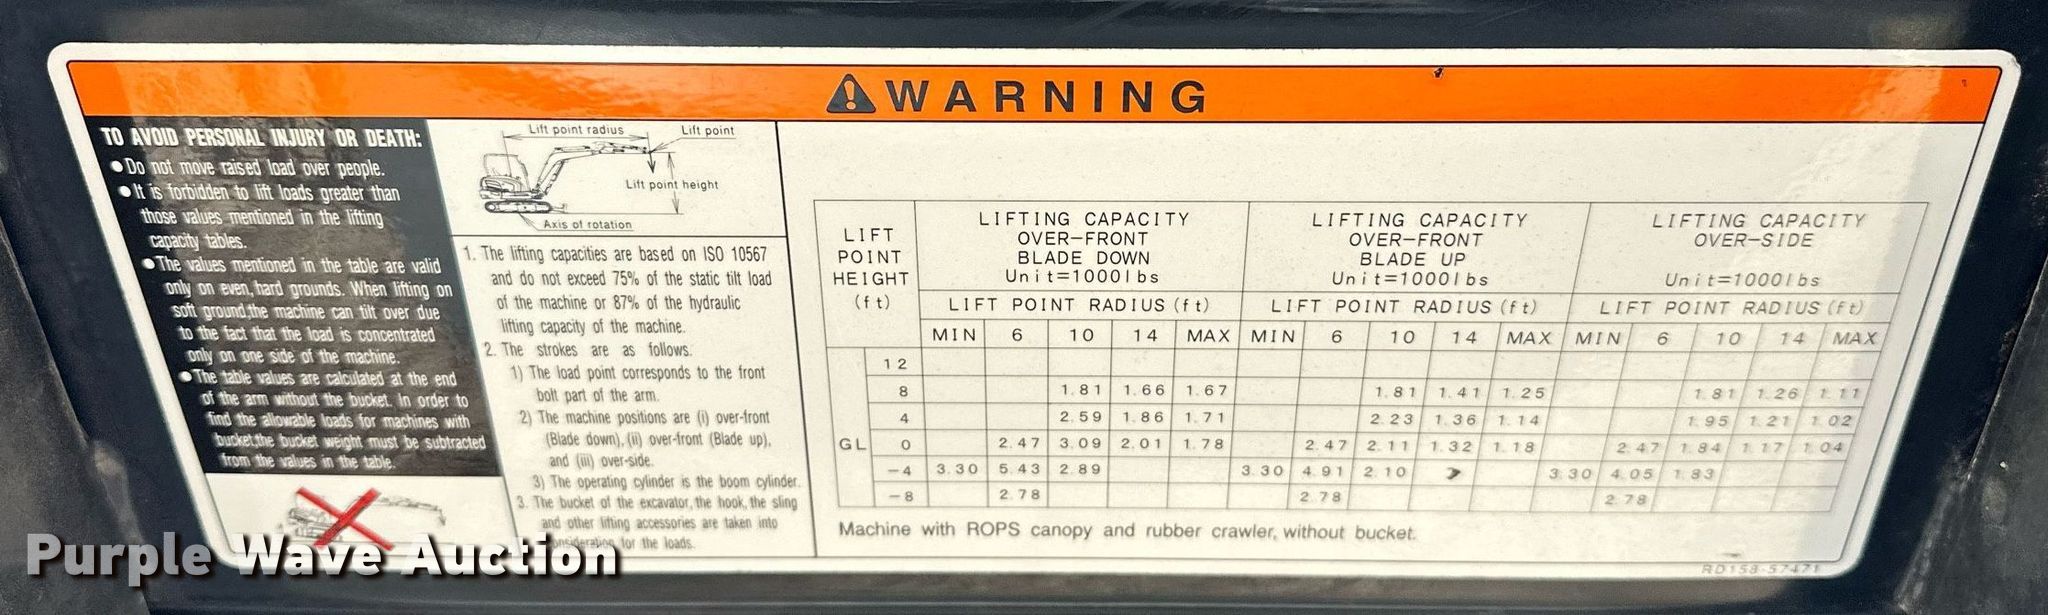 WARNING
TO AVOID PERSONAL INJURY OR DEATH:
●Do not move raised load over people.
●It is forbidden to lift loads greater than
those values mentioned in the lifting
capacity tables.
●The values mentioned in the table are valid
only on even, hard grounds. When lifting on
soft ground,the machine can tilt over due
to the fact that the load is concentrated
only on one side of the machine.
●The table values are calculated at the end
of the arm without the bucket. In order to
find the allowable loads for machines with
bucket,the bucket weight must be subtracted
from the values in the table.
Lift point radius
Lift point
Lift point height
Axis of rotation
1. The lifting capacities are based on ISO 10567
and do not exceed 75% of the static tilt load
of the machine or 87% of the hydraulic
lifting capacity of the machine.
2. The strokes are as follows.
1) The load point corresponds to the front
bolt part of the arm.
2) The machine positions are (i) over-front
(Blade down), (ii) over-front (Blade up),
and (iii) over-side.
3) The operating cylinder is the boom cylinder.
3. The bucket of the excavator, the hook, the sling
and other lifting accessories are taken into
consideration for the loads.
LIFT
POINT
HEIGHT
(ft)
LIFTING CAPACITY
OVER-FRONT
BLADE DOWN
Unit=1000lbs
LIFTING CAPACITY
OVER-FRONT
BLADE UP
Unit=1000lbs
LIFTING CAPACITY
OVER-SIDE
Unit=1000lbs
LIFT POINT RADIUS (ft) LIFT POINT RADIUS (ft) LIFT POINT RADIUS (ft)
MIN 6 10 14 MAX MIN 6 10 14 MAX MIN 6 10 14 MAX
12
8 1.81 1.66 1.67 1.81 1.41 1.25 1.81 1.26 1.11
4 2.59 1.86 1.71 2.23 1.36 1.14 1.95 1.21 1.02
GL 0 2.47 3.09 2.01 1.78 2.47 2.11 1.32 1.18 2.47 1.84 1.17 1.04
-4 3.30 5.43 2.89 3.30 4.91 2.10 3.30 4.05 1.83
-8 2.78 2.78 2.78
Machine with ROPS canopy and rubber crawler, without bucket.
RD158-57471
Purple Wave Auction